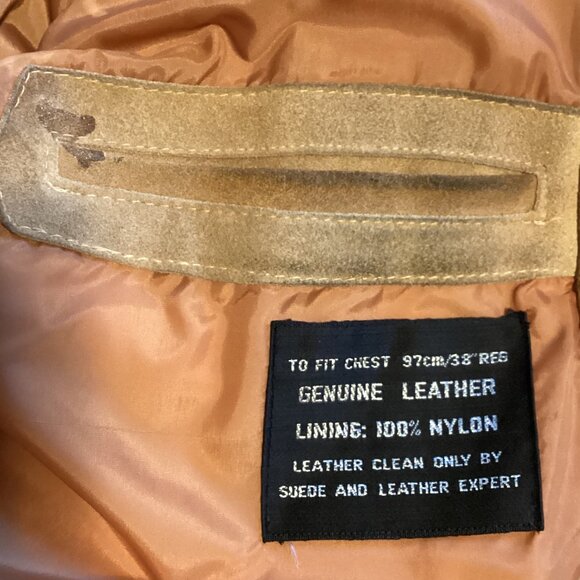 TO FIT CHEST 97cm/38" REG
GENUINE LEATHER
LINING: 100% NYLON
LEATHER CLEAN ONLY BY
SUEDE AND LEATHER EXPERT